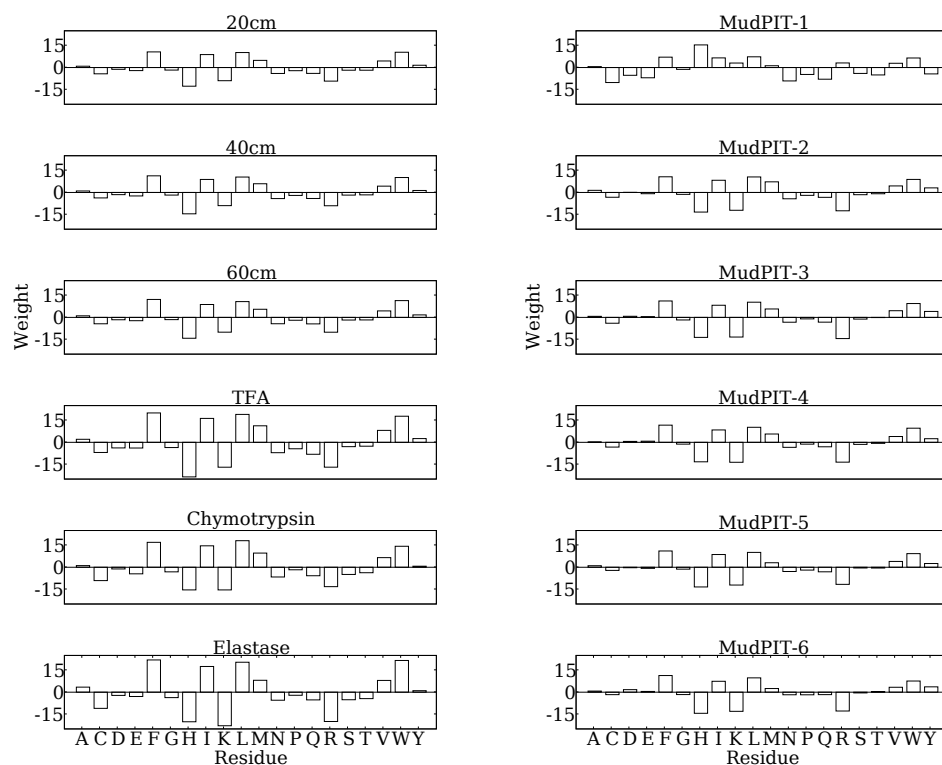 20cm
15
0
-15
40cm
15
0
-15
60cm
15
0
-15
Weight
TFA
15
0
-15
Chymotrypsin
15
0
-15
Elastase
15
0
-15
A C D E F G H I K L M N P Q R S T V W Y
Residue
MudPIT-1
15
0
-15
MudPIT-2
15
0
-15
MudPIT-3
15
0
-15
Weight
MudPIT-4
15
0
-15
MudPIT-5
15
0
-15
MudPIT-6
15
0
-15
A C D E F G H I K L M N P Q R S T V W Y
Residue